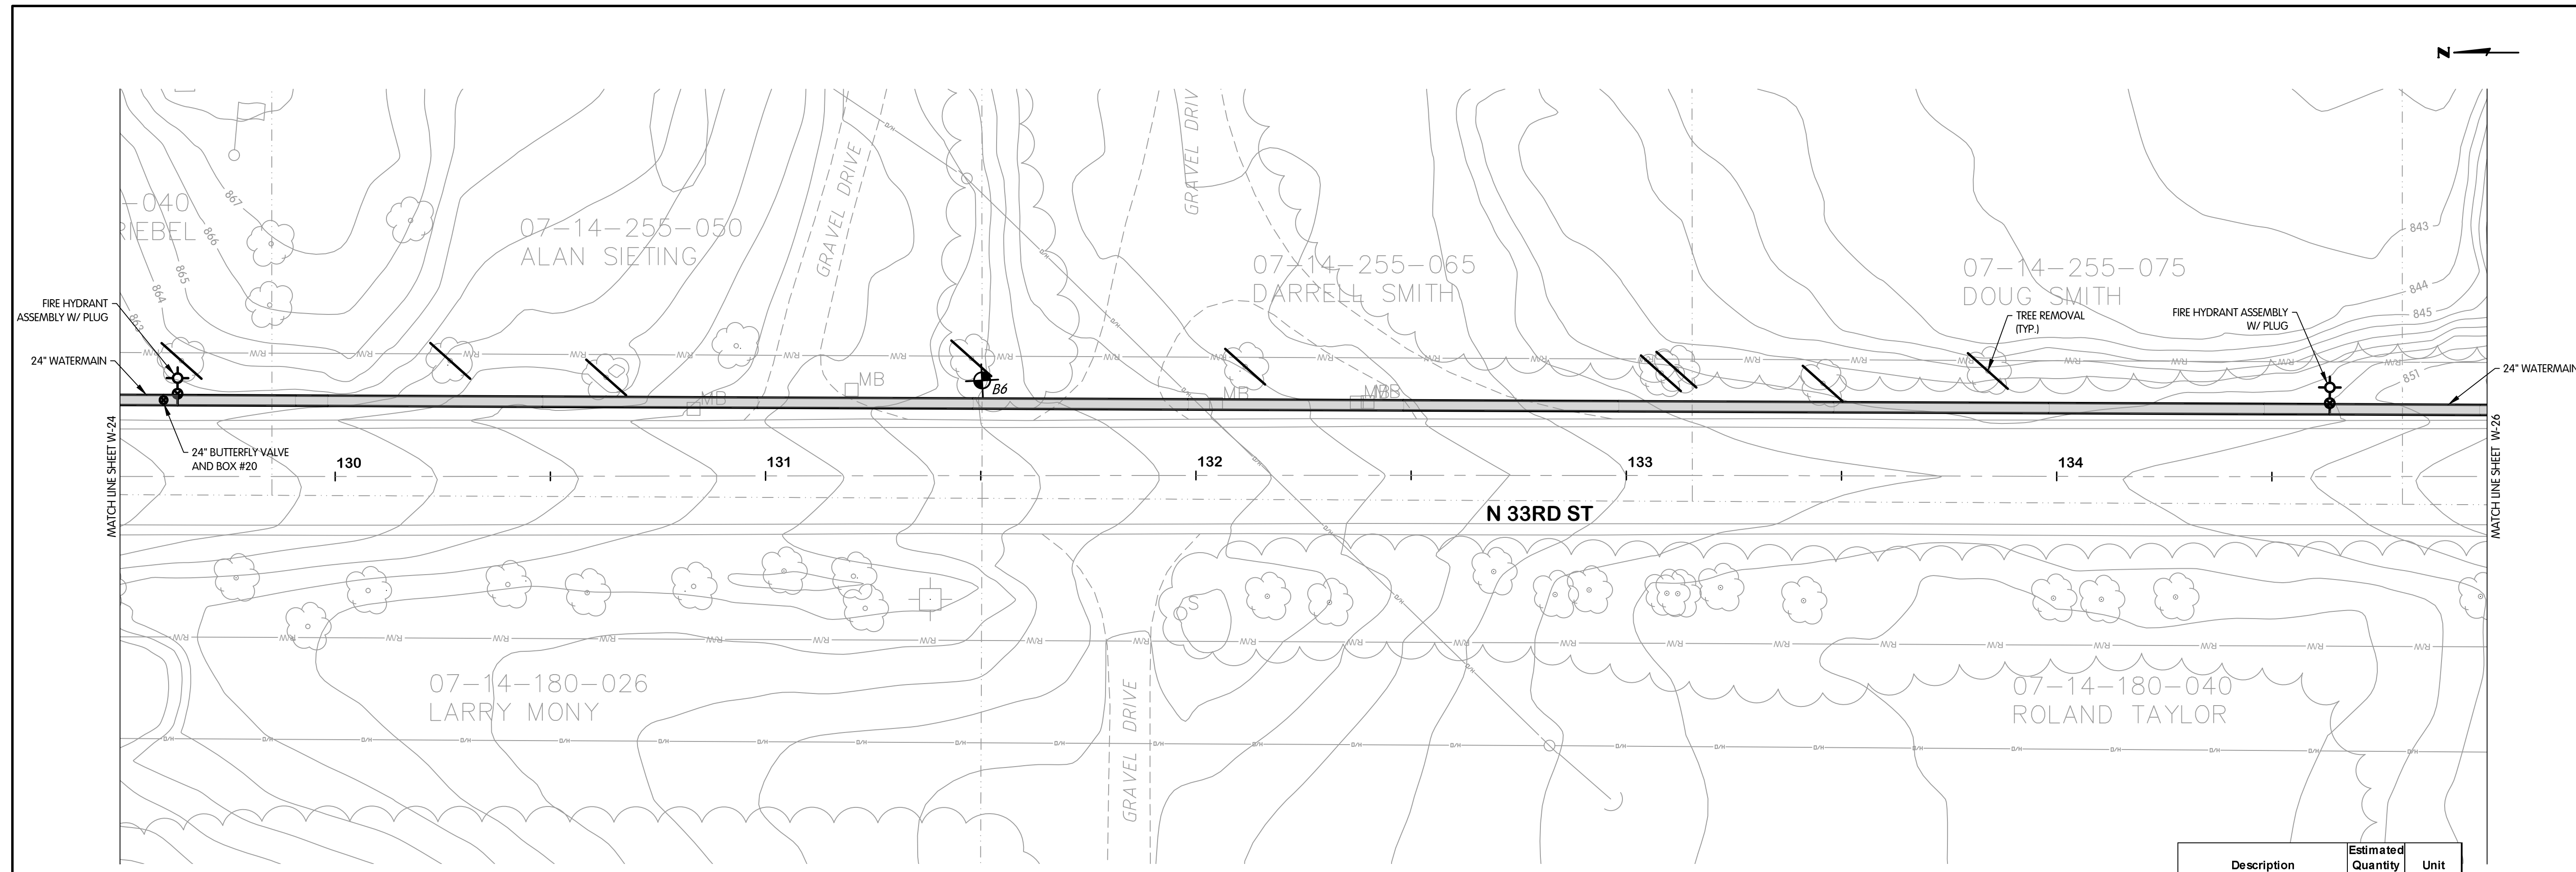 N
GRAVEL DRIVE
GRAVEL DRIV
-040
RIEBEL
867
866
865
864
863
07-14-255-050
ALAN SIETING
07-14-255-065
DARRELL SMITH
07-14-255-075
DOUG SMITH
843
844
845
851
FIRE HYDRANT
ASSEMBLY W/ PLUG
24" WATERMAIN
TREE REMOVAL
(TYP.)
FIRE HYDRANT ASSEMBLY
W/ PLUG
24" WATERMAIN
R/W
O/H
MB
MB
B6
MB
MB
24" BUTTERFLY VALVE
AND BOX #20
MATCH LINE SHEET W-24
MATCH LINE SHEET W-26
130
131
132
133
134
N 33RD ST
S
07-14-180-026
LARRY MONY
GRAVEL DRIVE
07-14-180-040
ROLAND TAYLOR
Description
Estimated
Quantity
Unit